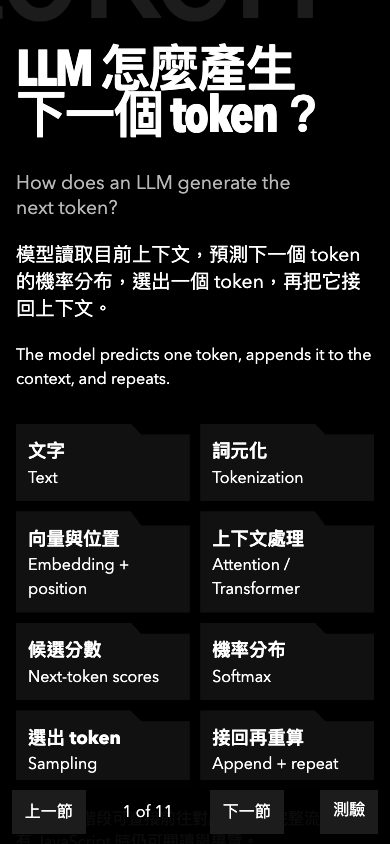 token
LLM 怎麼產生
下一個 token？
How does an LLM generate the
next token?
模型讀取目前上下文，預測下一個 token
的機率分布，選出一個 token，再把它接
回上下文。
The model predicts one token, appends it to the
context, and repeats.
文字
Text
詞元化
Tokenization
向量與位置
Embedding +
position
上下文處理
Attention /
Transformer
候選分數
Next-token scores
機率分布
Softmax
選出 token
Sampling
接回再重算
Append + repeat
上一節
1 of 11
下一節
測驗